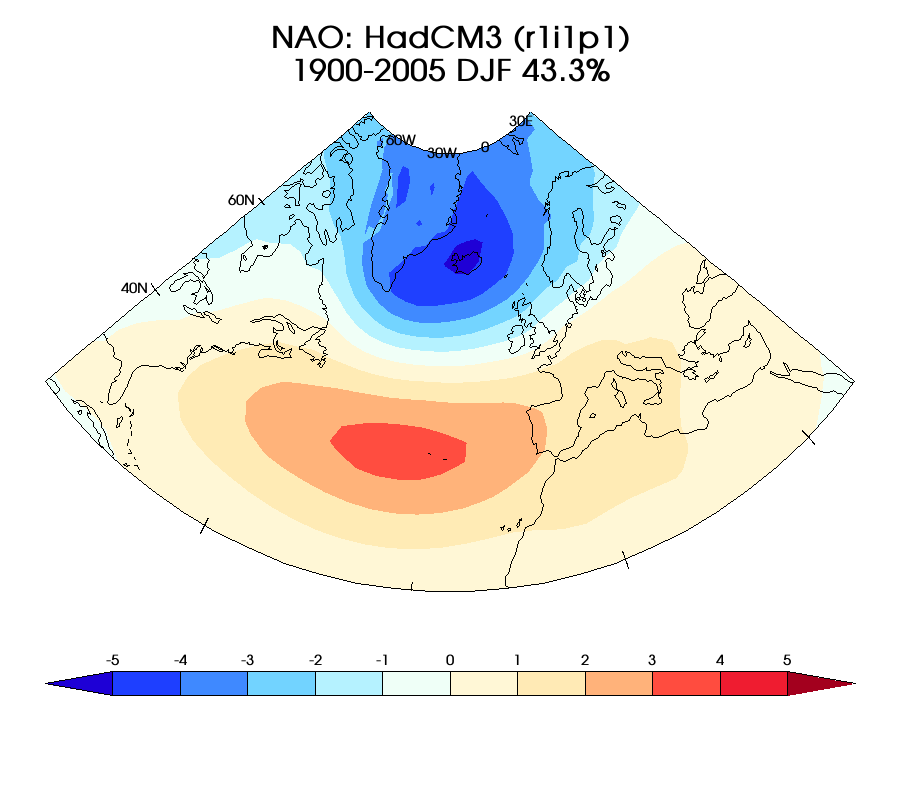 NAO: HadCM3 (r1i1p1)
1900-2005 DJF 43.3%
30E
60W
30W
0
60N
40N
-5 -4 -3 -2 -1 0 1 2 3 4 5